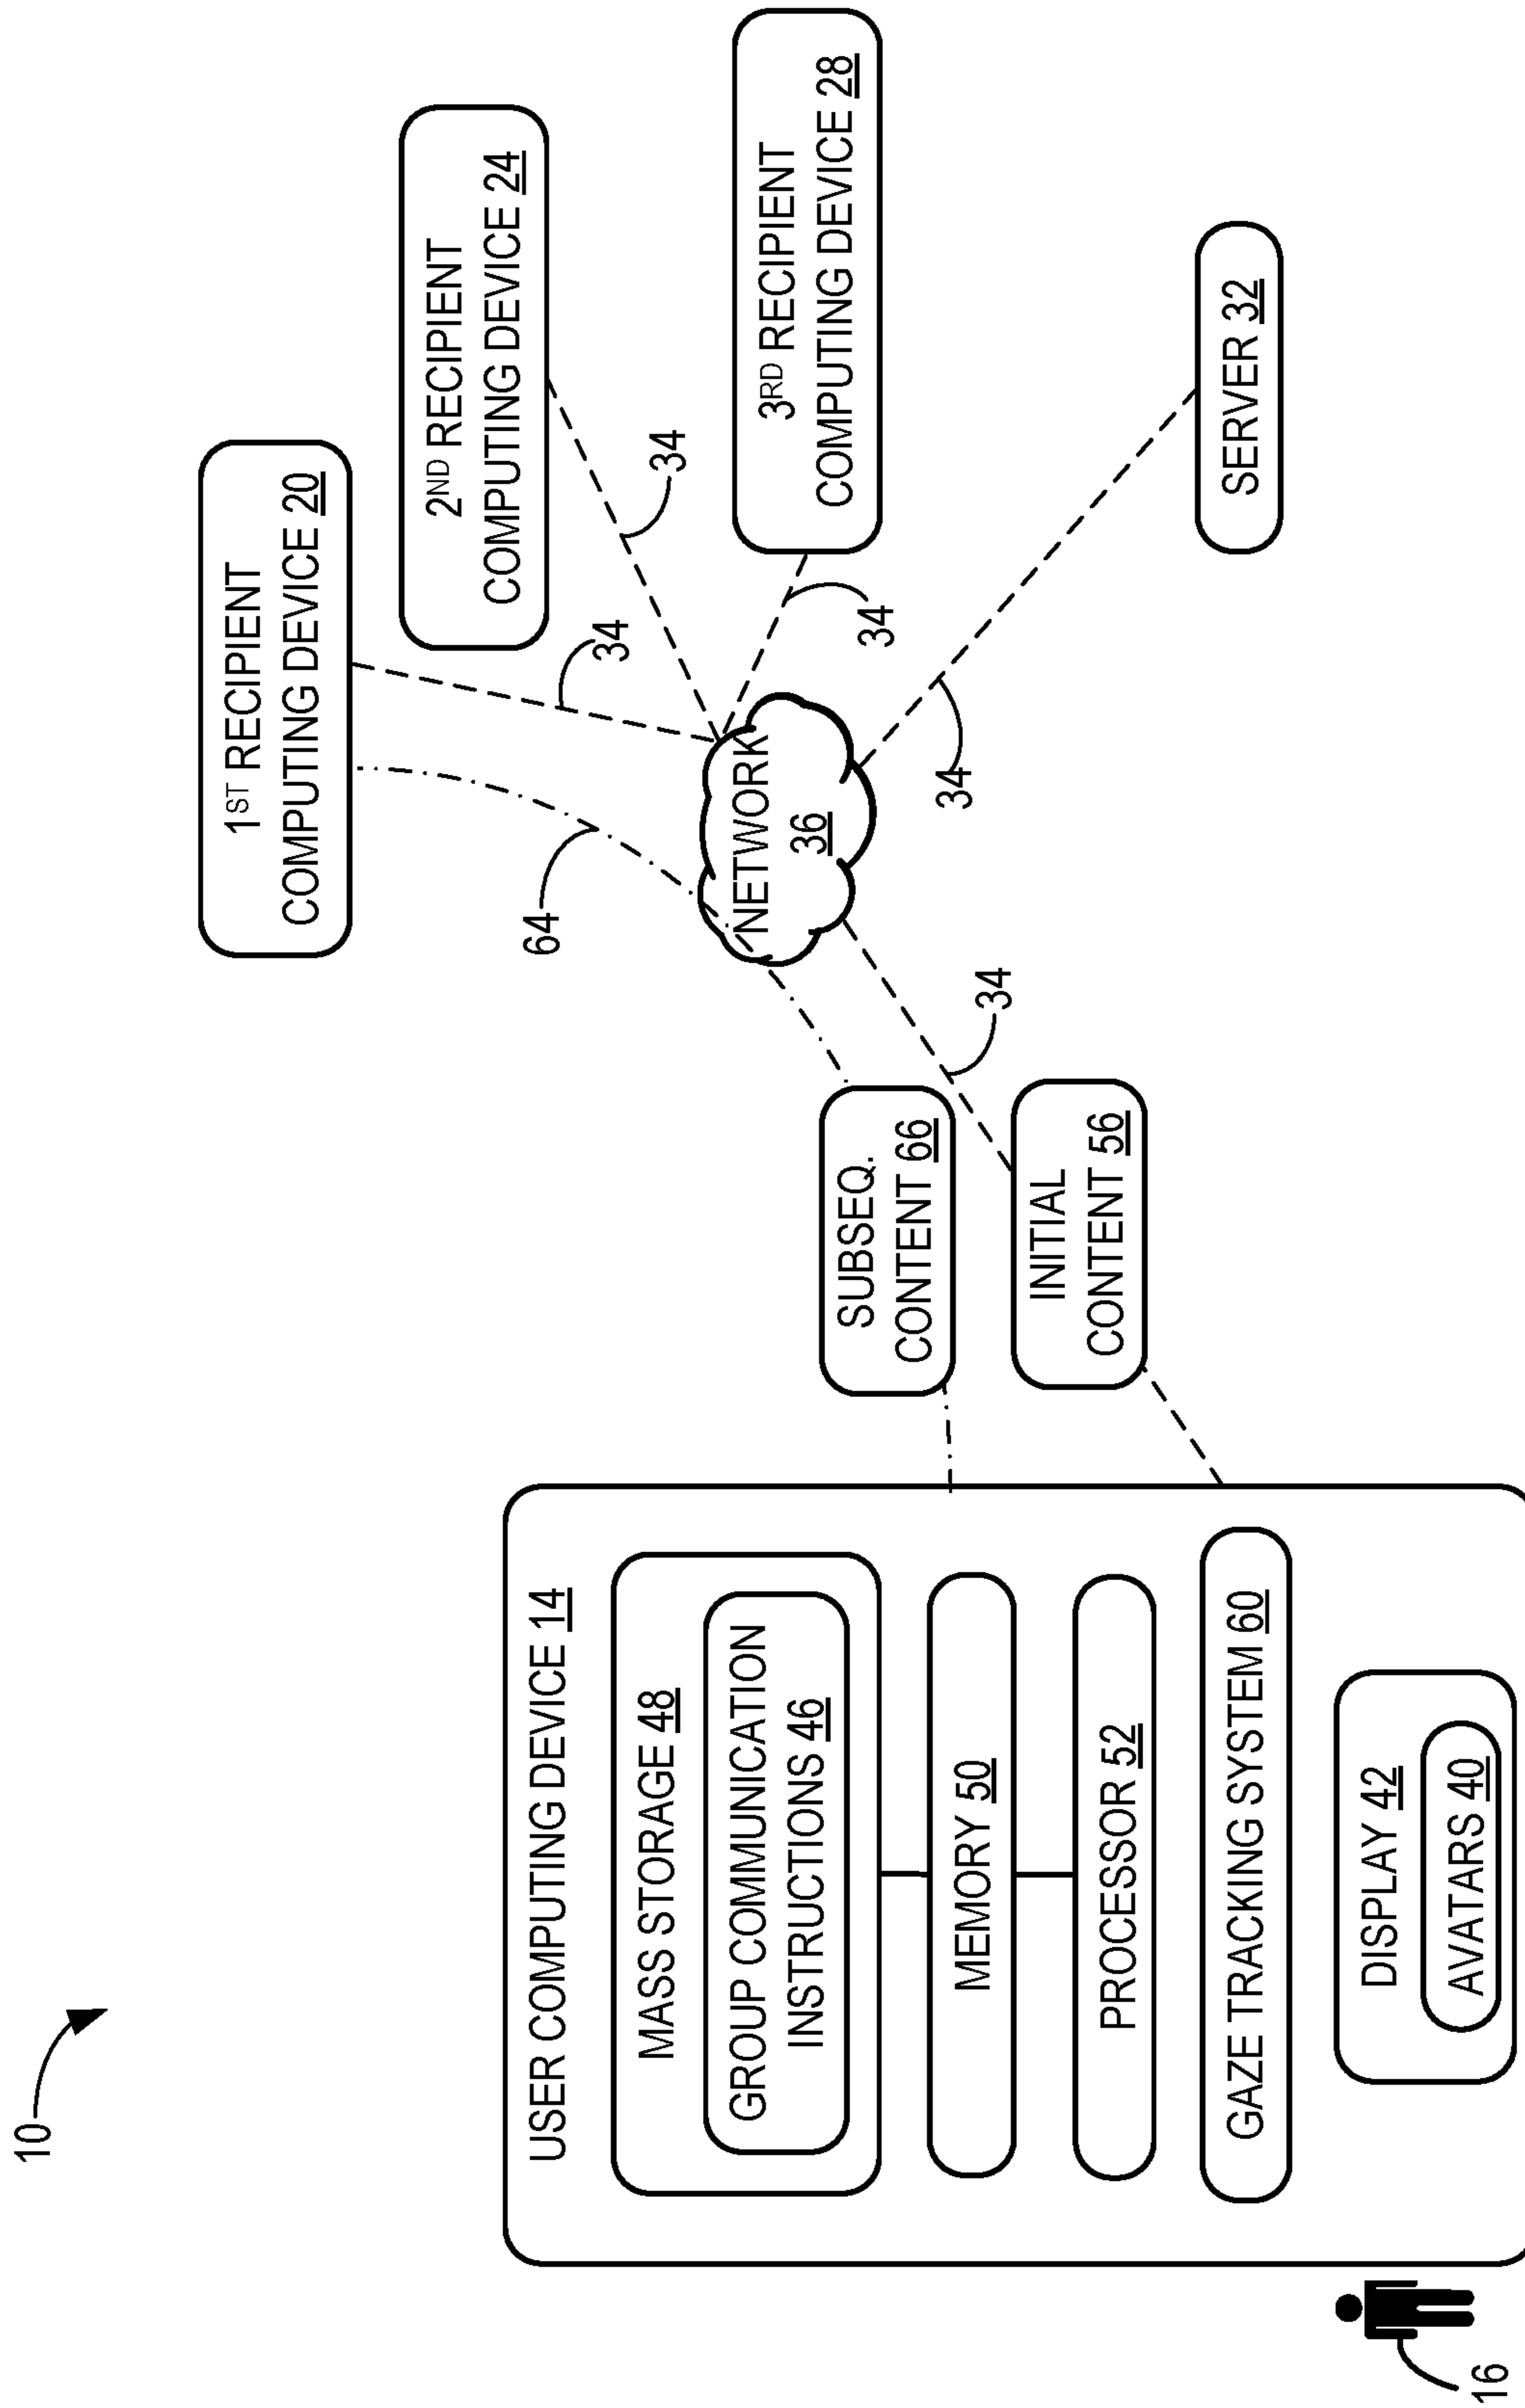 10
USER COMPUTING DEVICE 14
MASS STORAGE 48
GROUP COMMUNICATION
INSTRUCTIONS 46
MEMORY 50
PROCESSOR 52
GAZE TRACKING SYSTEM 60
DISPLAY 42
AVATARS 40
16
SUBSEQ.
CONTENT 66
INITIAL
CONTENT 56
34
64
NETWORK
36
34
34
34
34
1ST RECIPIENT
COMPUTING DEVICE 20
2ND RECIPIENT
COMPUTING DEVICE 24
3RD RECIPIENT
COMPUTING DEVICE 28
SERVER 32